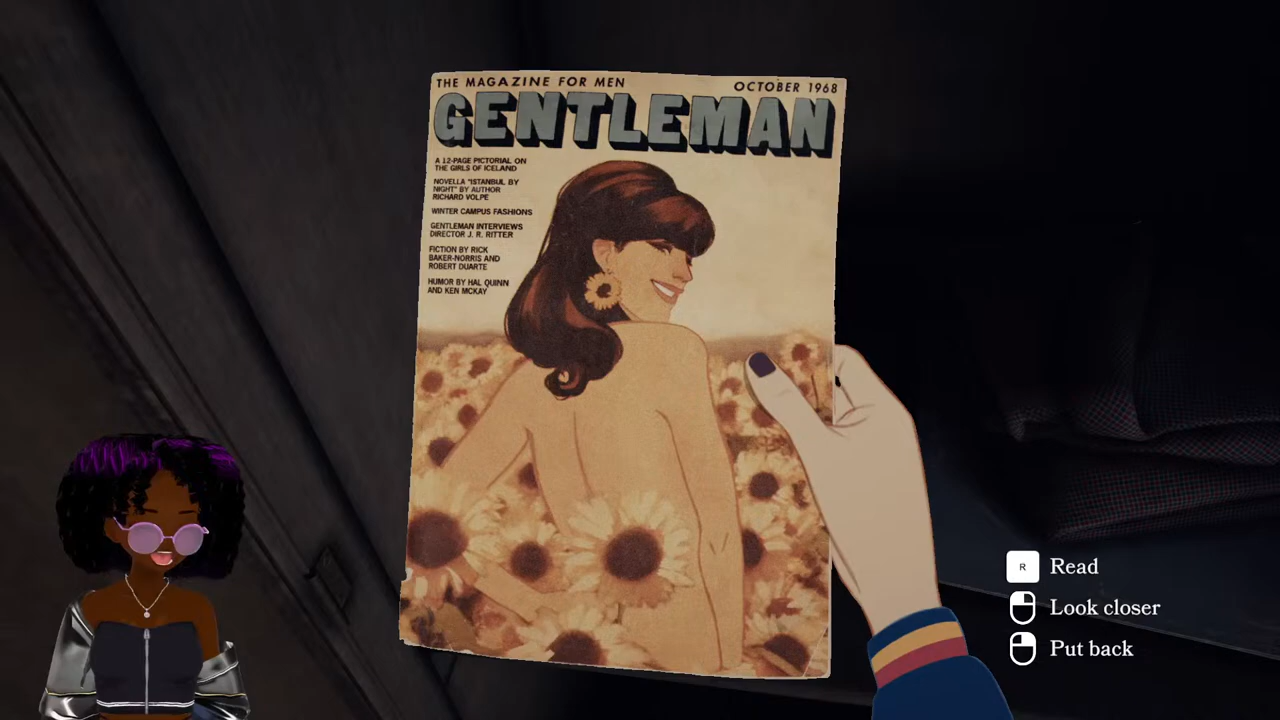 THE MAGAZINE FOR MEN
OCTOBER 1968
GENTLEMAN
A 12-PAGE PICTORIAL ON
THE GIRLS OF ICELAND
NOVELLA "ISTANBUL BY
NIGHT" BY AUTHOR
RICHARD VOLPE
WINTER CAMPUS FASHIONS
GENTLEMAN INTERVIEWS
DIRECTOR J. R. RITTER
FICTION BY RICK
BAKER-NORRIS AND
ROBERT DUARTE
HUMOR BY HAL QUINN
AND KEN MCKAY
R Read
Look closer
Put back